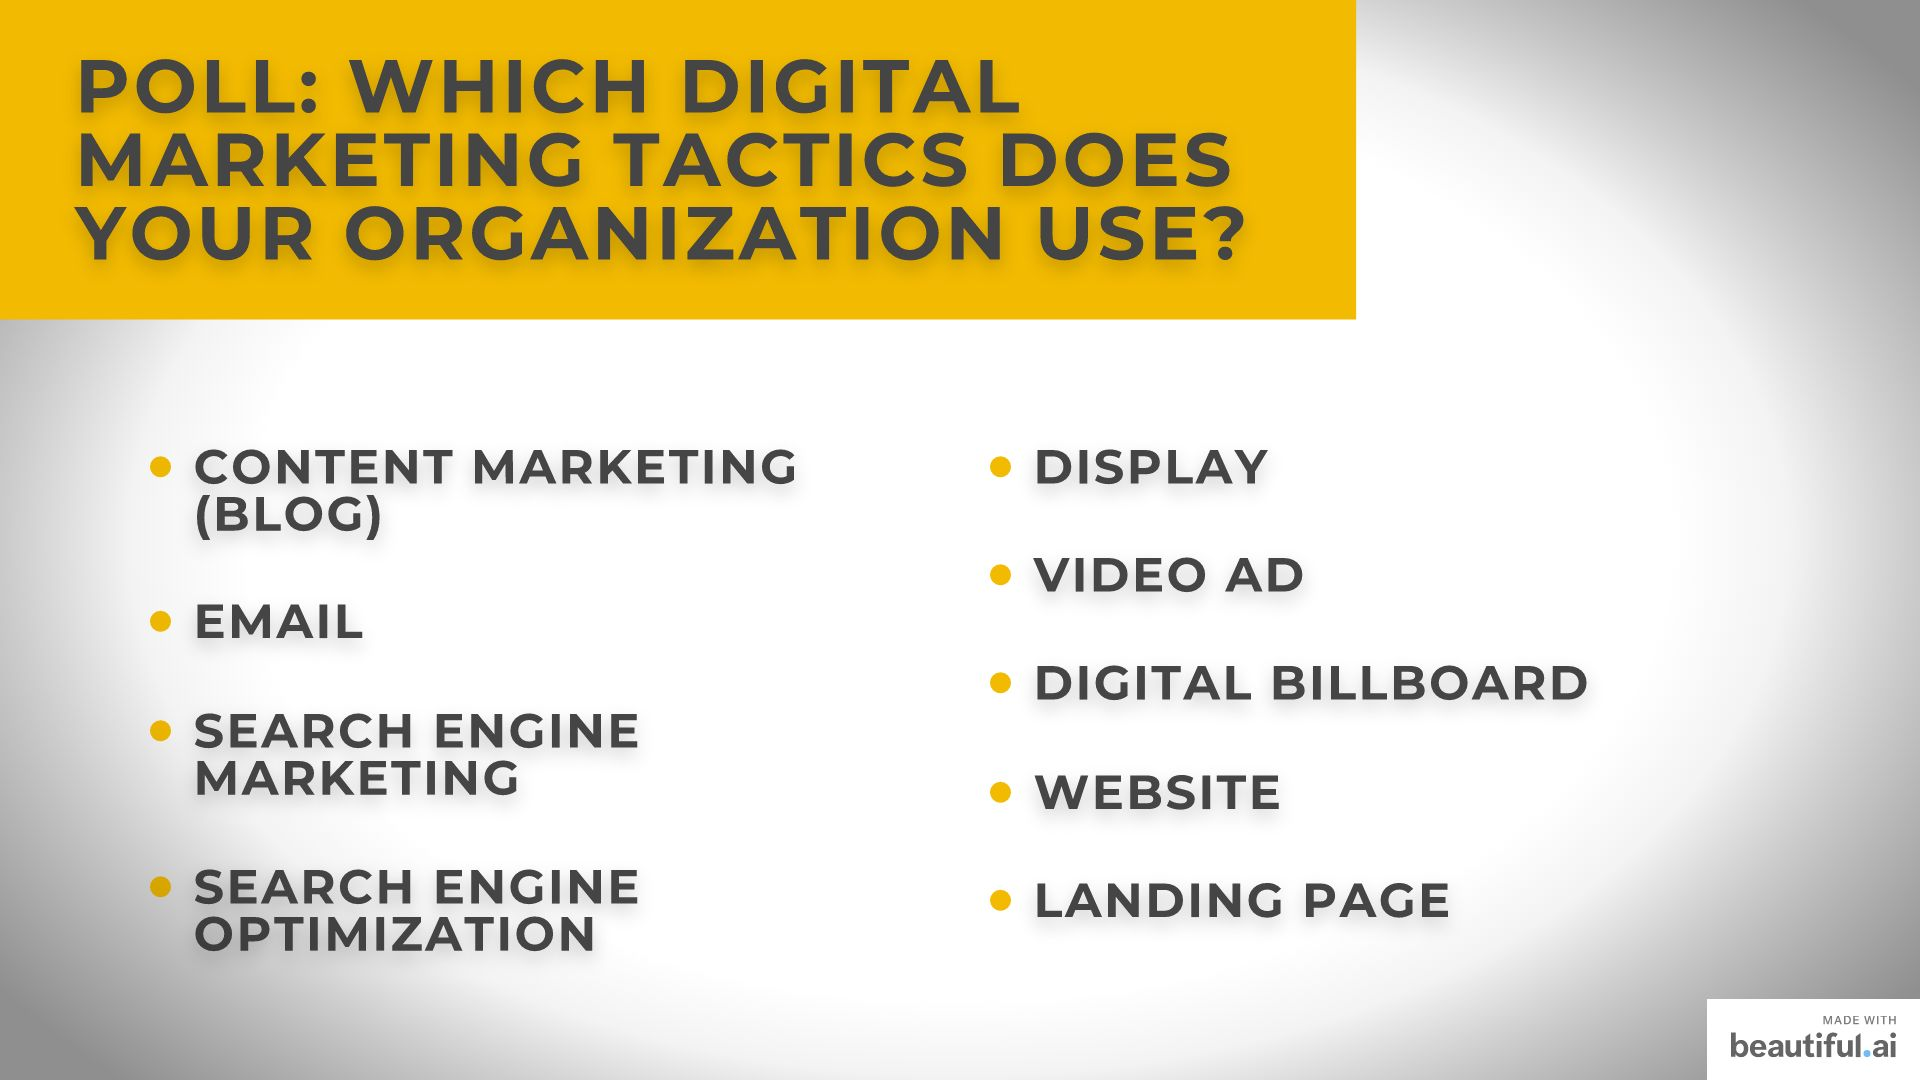 POLL: WHICH DIGITAL
MARKETING TACTICS DOES
YOUR ORGANIZATION USE?
CONTENT MARKETING
(BLOG)
EMAIL
SEARCH ENGINE
MARKETING
SEARCH ENGINE
OPTIMIZATION
DISPLAY
VIDEO AD
DIGITAL BILLBOARD
WEBSITE
LANDING PAGE
MADE WITH
beautiful.ai